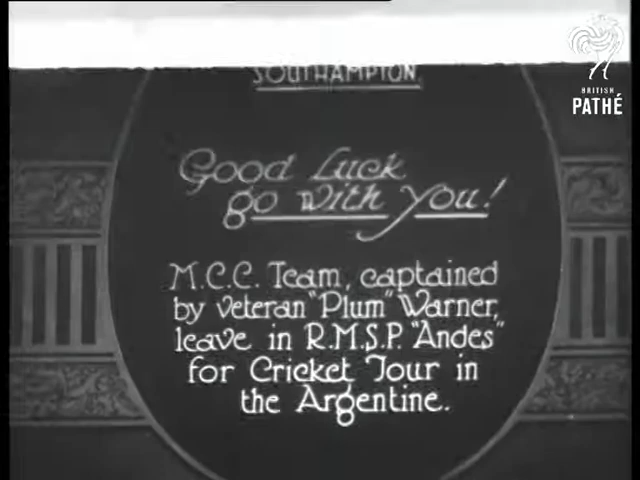 SOUTHAMPTON.
Good Luck
go with You!
M.C.C. Team, captained
by veteran "Plum" Warner,
leave in R.M.S.P. "Andes"
for Cricket Tour in
the Argentine.
BRITISH
PATHÉ